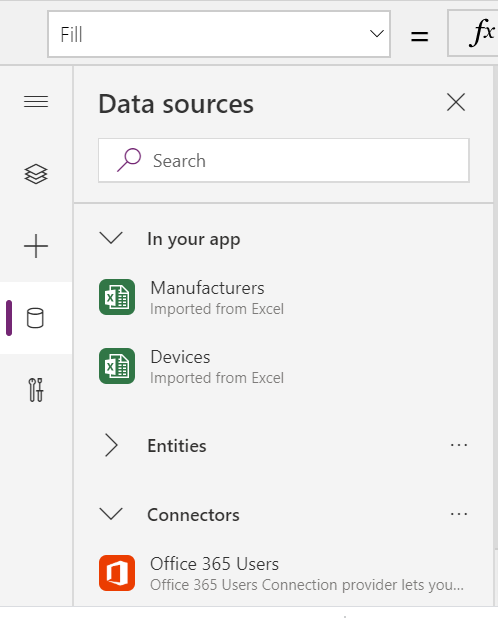 Fill
=
fx
Data sources
Search
In your app
Manufacturers
Imported from Excel
Devices
Imported from Excel
Entities
...
Connectors
...
Office 365 Users
Office 365 Users Connection provider lets you...